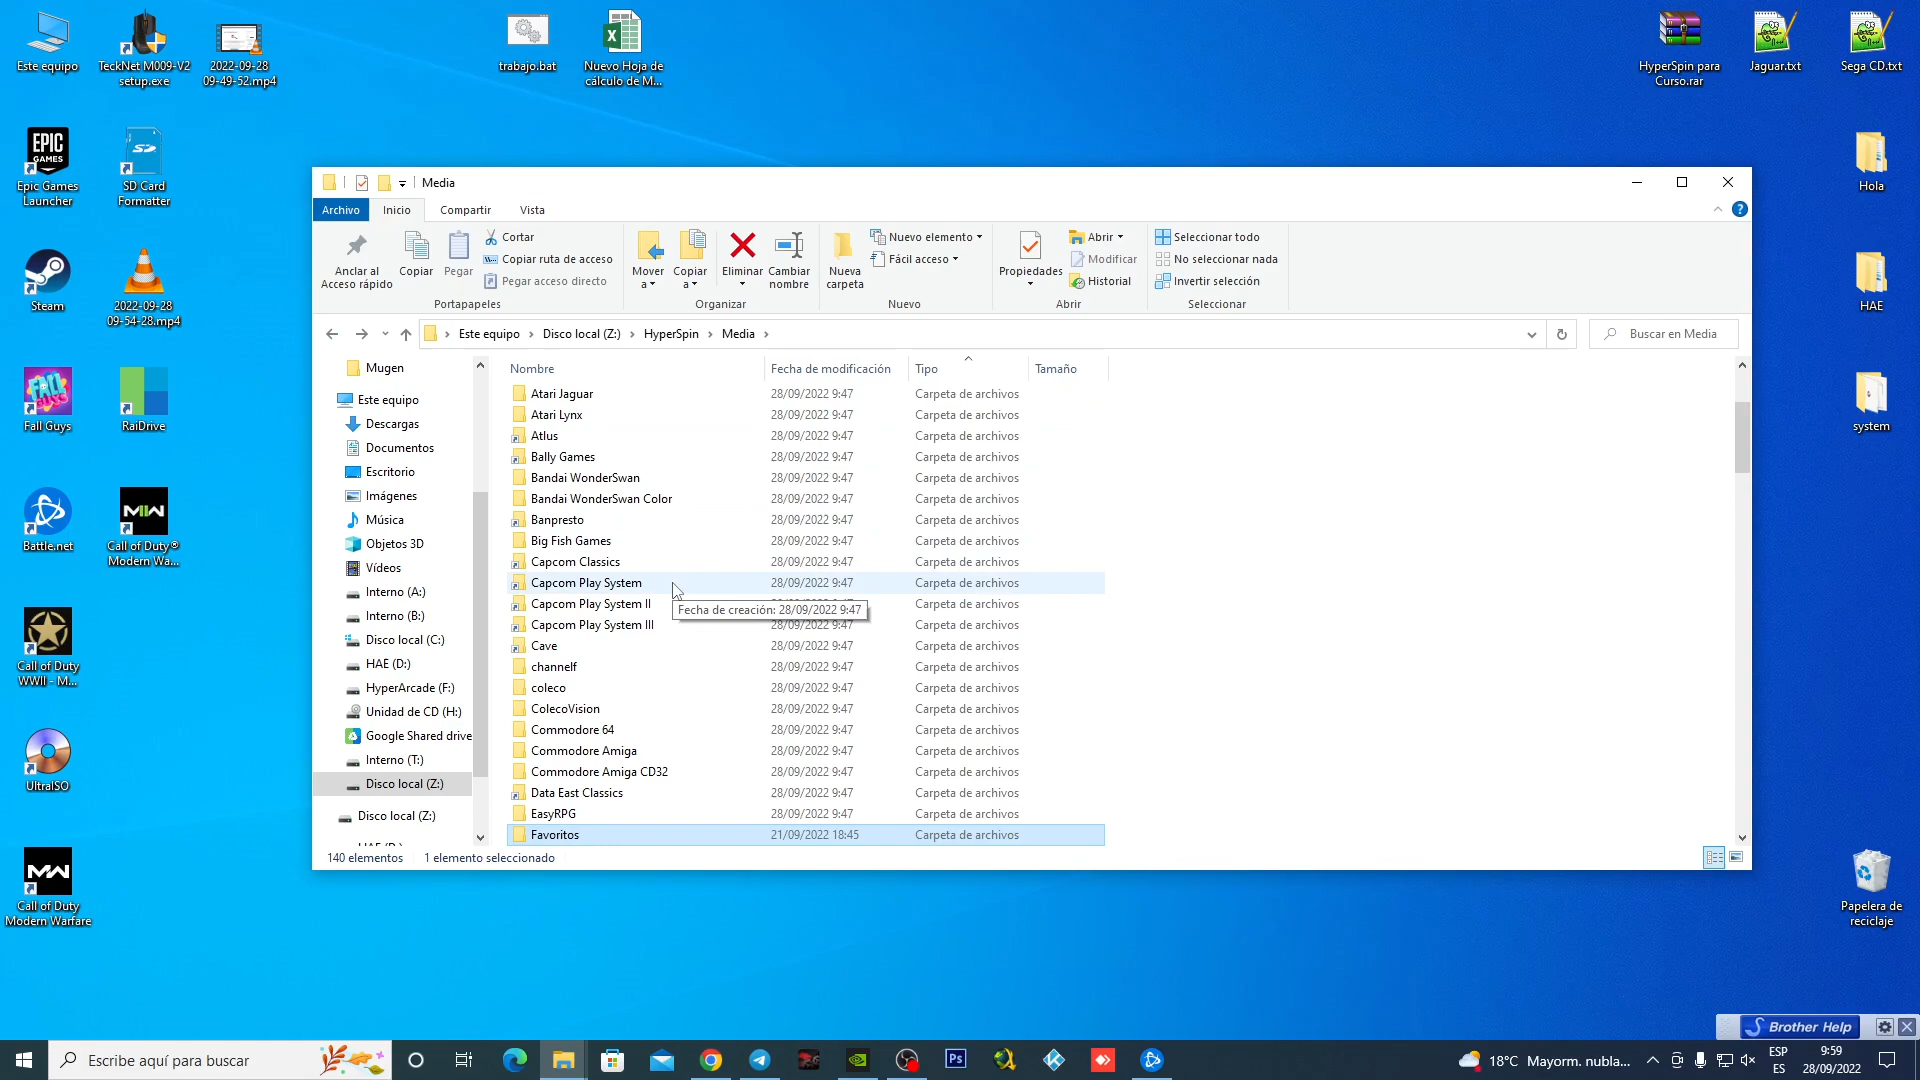 Este equipo
TeckNet M009-V2
setup.exe
2022-09-28
09-49-52.mp4
trabajo.bat
Nuevo Hoja de
cálculo de M...
HyperSpin para
Curso.rar
Jaguar.txt
Sega CD.txt
EPIC
GAMES
Epic Games
Launcher
SD Card
Formatter
Hola
Steam
2022-09-28
09-54-28.mp4
HAE
FALL
GUYS
Fall Guys
RaiDrive
system
Battle.net
Call of Duty®
Modern Wa...
Call of Duty
WWII - M...
UltraISO
Call of Duty
Modern Warfare
Papelera de
reciclaje
Media
Archivo
Inicio
Compartir
Vista
Anclar al
Acceso rápido
Copiar
Pegar
Cortar
Copiar ruta de acceso
Pegar acceso directo
Portapapeles
Mover
a
Copiar
a
Eliminar
Cambiar
nombre
Organizar
Nueva
carpeta
Nuevo elemento
Fácil acceso
Nuevo
Propiedades
Abrir
Modificar
Historial
Abrir
Seleccionar todo
No seleccionar nada
Invertir selección
Seleccionar
Este equipo > Disco local (Z:) > HyperSpin > Media >
Buscar en Media
Mugen
Este equipo
Descargas
Documentos
Escritorio
Imágenes
Música
Objetos 3D
Vídeos
Interno (A:)
Interno (B:)
Disco local (C:)
HAE (D:)
HyperArcade (F:)
Unidad de CD (H:)
Google Shared drive
Interno (T:)
Disco local (Z:)
Disco local (Z:)
Nombre Fecha de modificación Tipo Tamaño
Atari Jaguar 28/09/2022 9:47 Carpeta de archivos
Atari Lynx 28/09/2022 9:47 Carpeta de archivos
Atlus 28/09/2022 9:47 Carpeta de archivos
Bally Games 28/09/2022 9:47 Carpeta de archivos
Bandai WonderSwan 28/09/2022 9:47 Carpeta de archivos
Bandai WonderSwan Color 28/09/2022 9:47 Carpeta de archivos
Banpresto 28/09/2022 9:47 Carpeta de archivos
Big Fish Games 28/09/2022 9:47 Carpeta de archivos
Capcom Classics 28/09/2022 9:47 Carpeta de archivos
Capcom Play System 28/09/2022 9:47 Carpeta de archivos
Capcom Play System II Carpeta de archivos
Fecha de creación: 28/09/2022 9:47
Capcom Play System III 28/09/2022 9:47 Carpeta de archivos
Cave 28/09/2022 9:47 Carpeta de archivos
channelf 28/09/2022 9:47 Carpeta de archivos
coleco 28/09/2022 9:47 Carpeta de archivos
ColecoVision 28/09/2022 9:47 Carpeta de archivos
Commodore 64 28/09/2022 9:47 Carpeta de archivos
Commodore Amiga 28/09/2022 9:47 Carpeta de archivos
Commodore Amiga CD32 28/09/2022 9:47 Carpeta de archivos
Data East Classics 28/09/2022 9:47 Carpeta de archivos
EasyRPG 28/09/2022 9:47 Carpeta de archivos
Favoritos 21/09/2022 18:45 Carpeta de archivos
140 elementos 1 elemento seleccionado
Brother Help
Escribe aquí para buscar
Ps
18°C Mayorm. nubla...
ESP
ES
9:59
28/09/2022